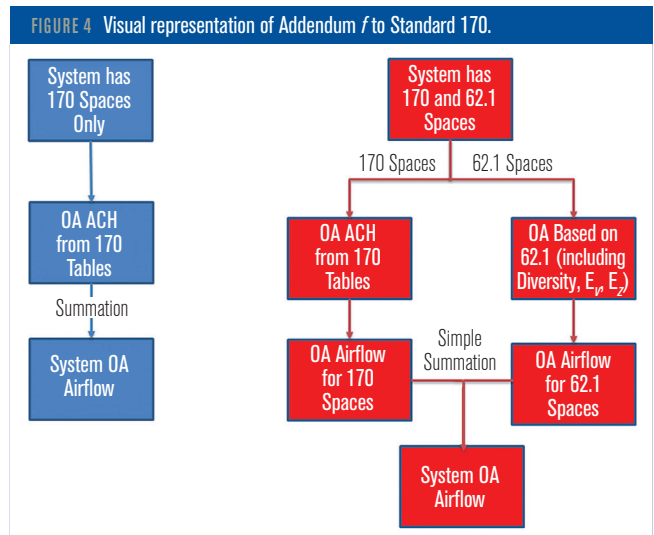 FIGURE 4 Visual representation of Addendum f to Standard 170.
System has
170 Spaces
Only
OA ACH
from 170
Tables
Summation
System OA
Airflow
System has
170 and 62.1
Spaces
170 Spaces
62.1 Spaces
OA ACH
from 170
Tables
OA Based on
62.1 (including
Diversity, Ev, Ez)
OA Airflow
for 170
Spaces
Simple
Summation
OA Airflow
for 62.1
Spaces
System OA
Airflow